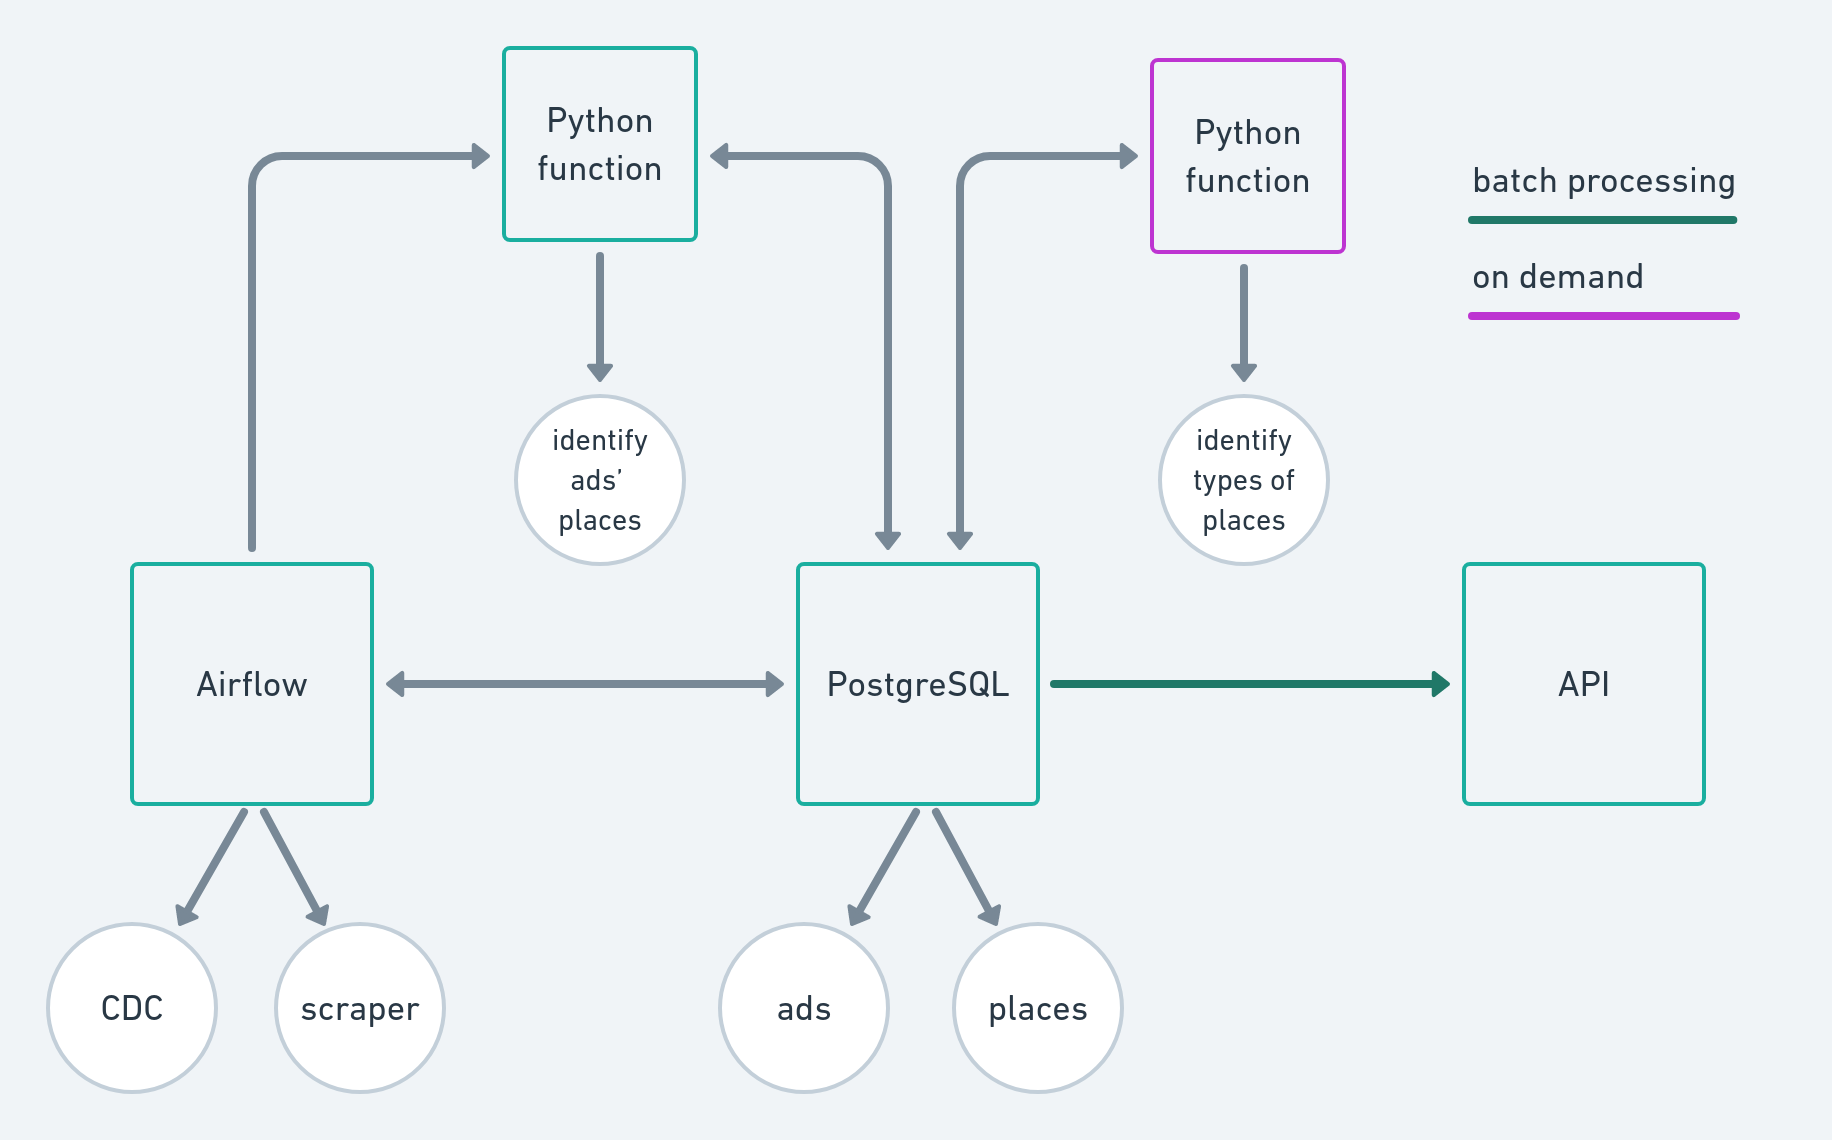 Python
function
Python
function
batch processing
on demand
identify
ads’
places
identify
types of
places
Airflow
PostgreSQL
API
CDC
scraper
ads
places